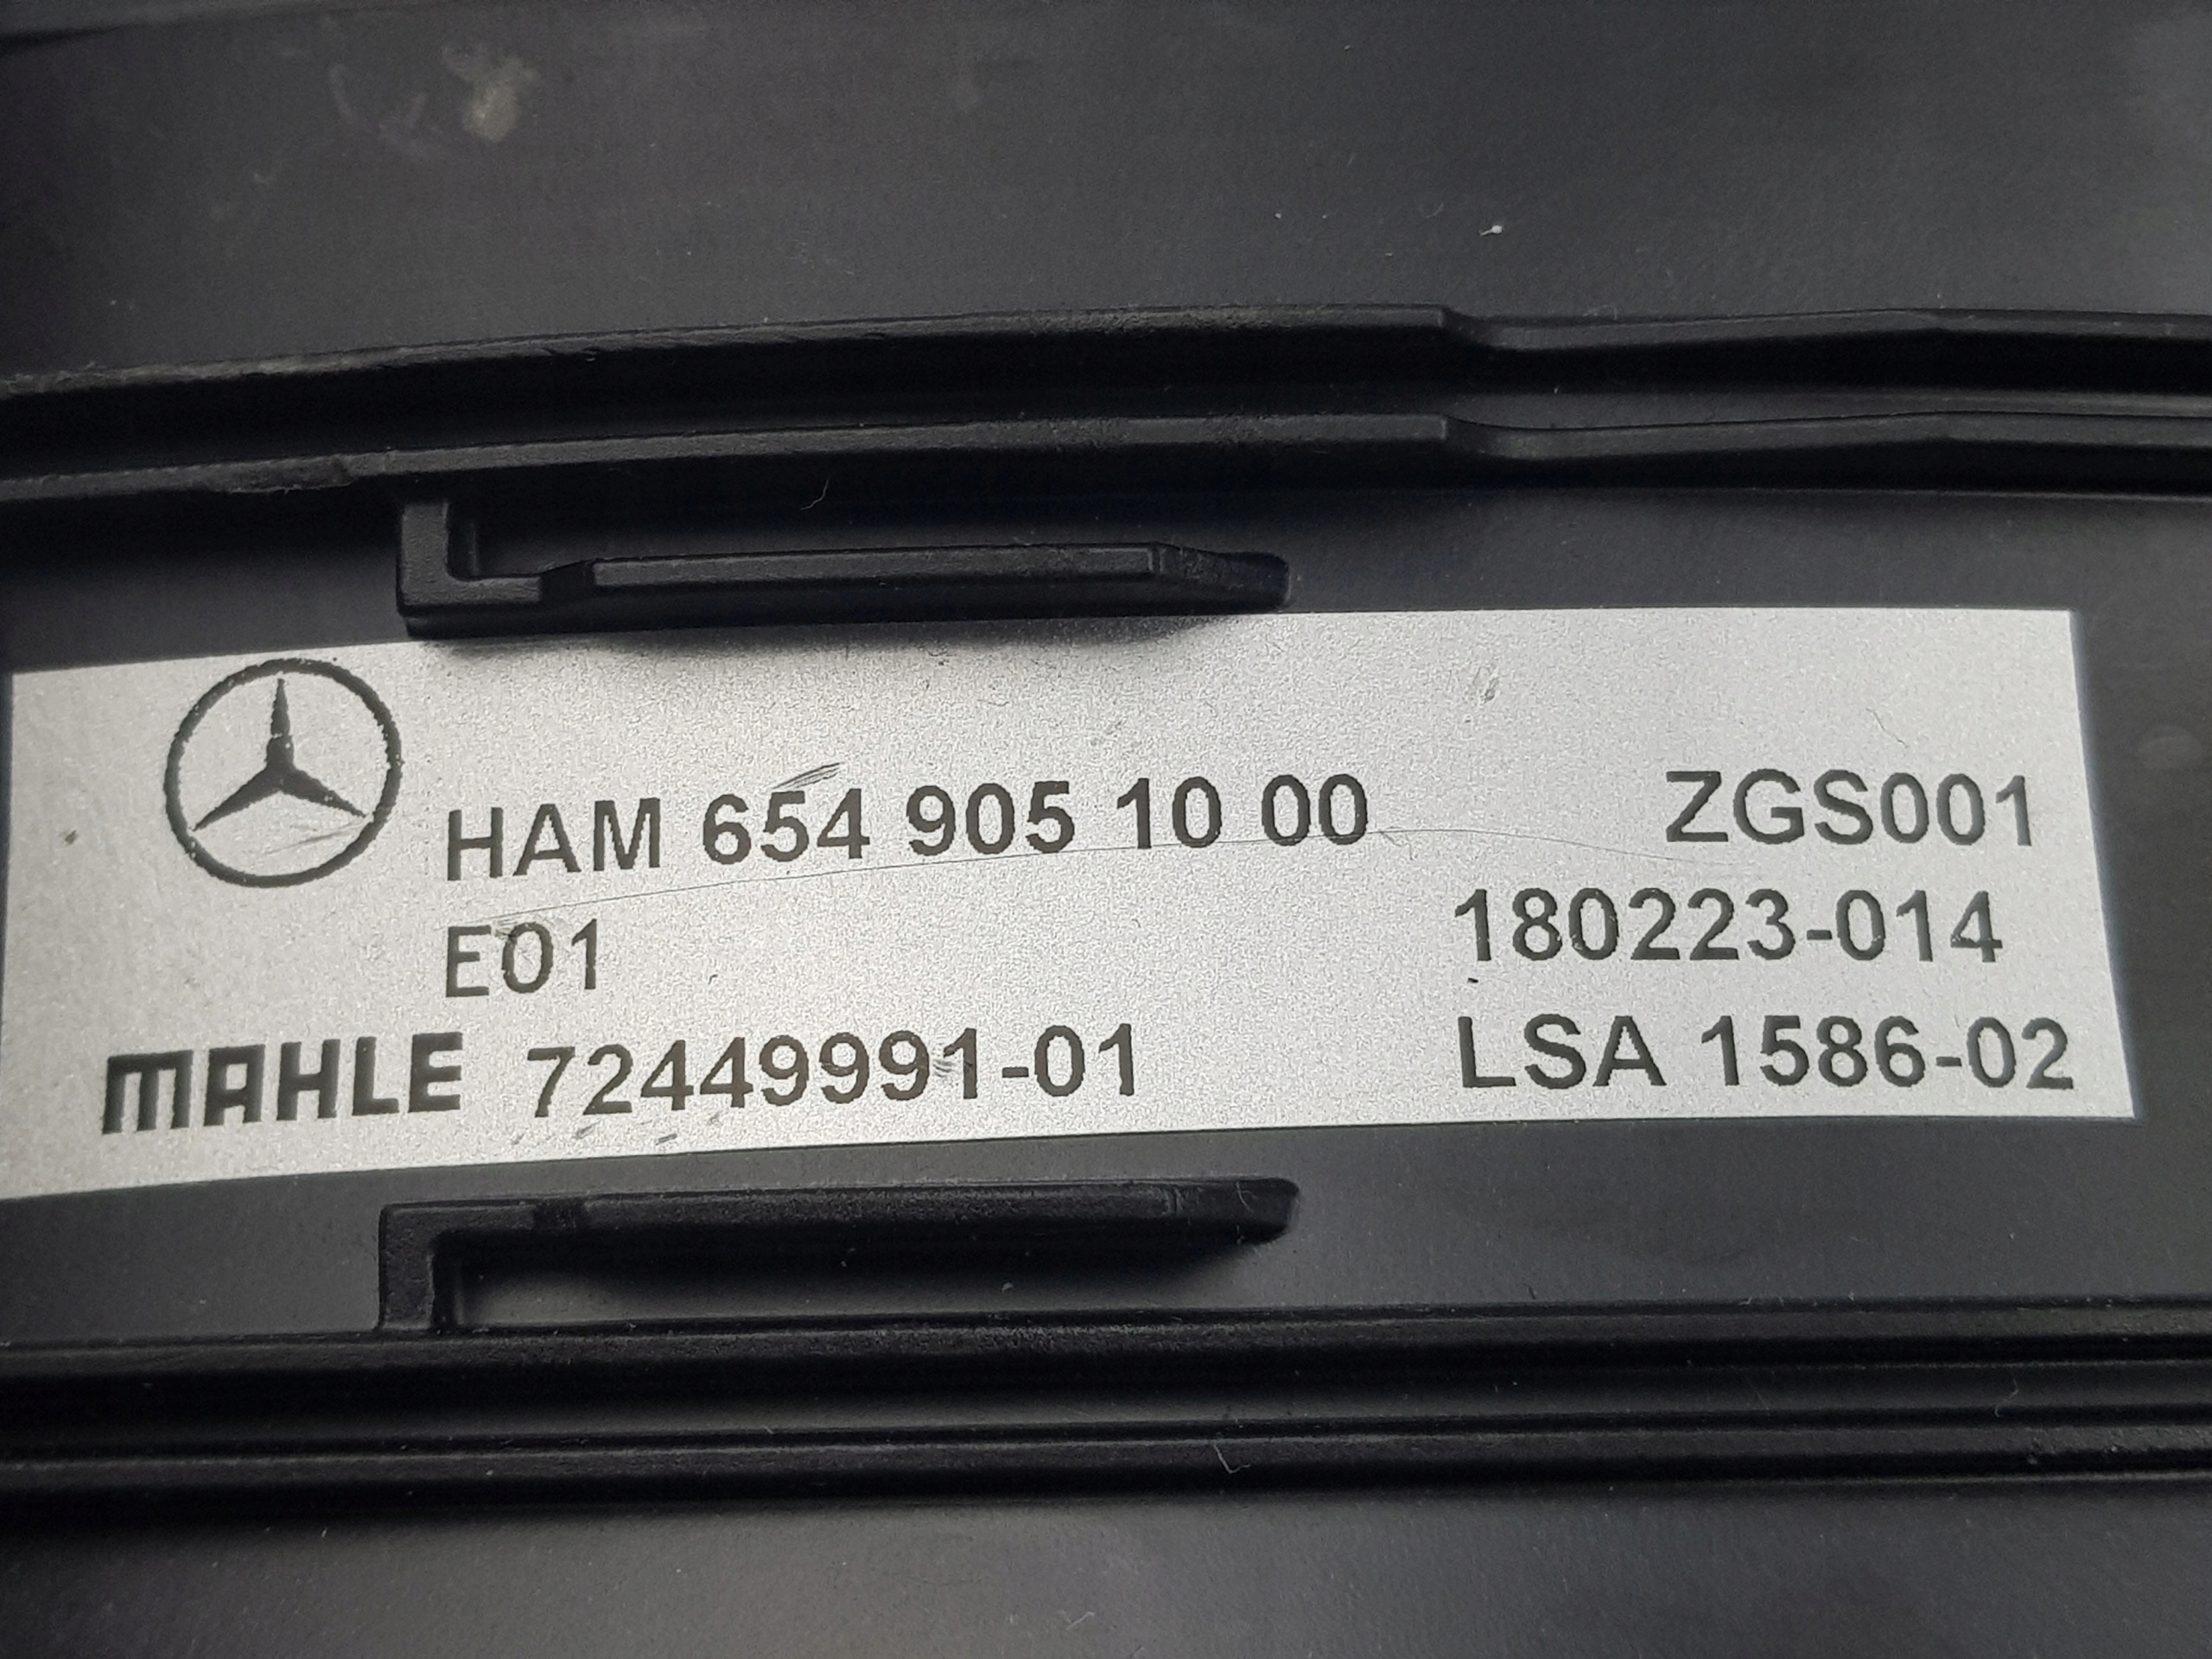 HAM 654 905 10 00 ZGS001
E01 180223-014
MAHLE 72449991-01 LSA 1586-02